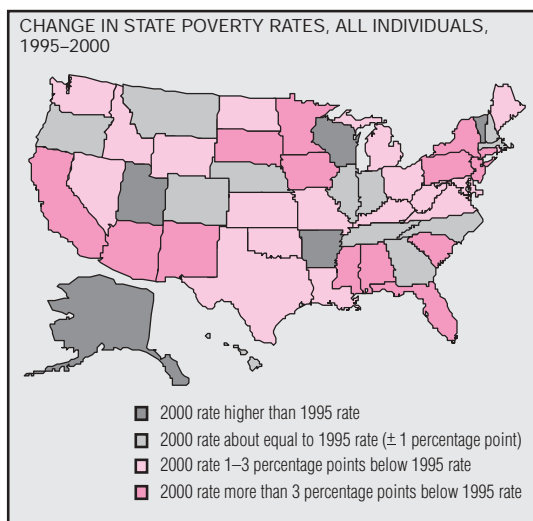 CHANGE IN STATE POVERTY RATES, ALL INDIVIDUALS,
1995–2000
2000 rate higher than 1995 rate
2000 rate about equal to 1995 rate (± 1 percentage point)
2000 rate 1–3 percentage points below 1995 rate
2000 rate more than 3 percentage points below 1995 rate